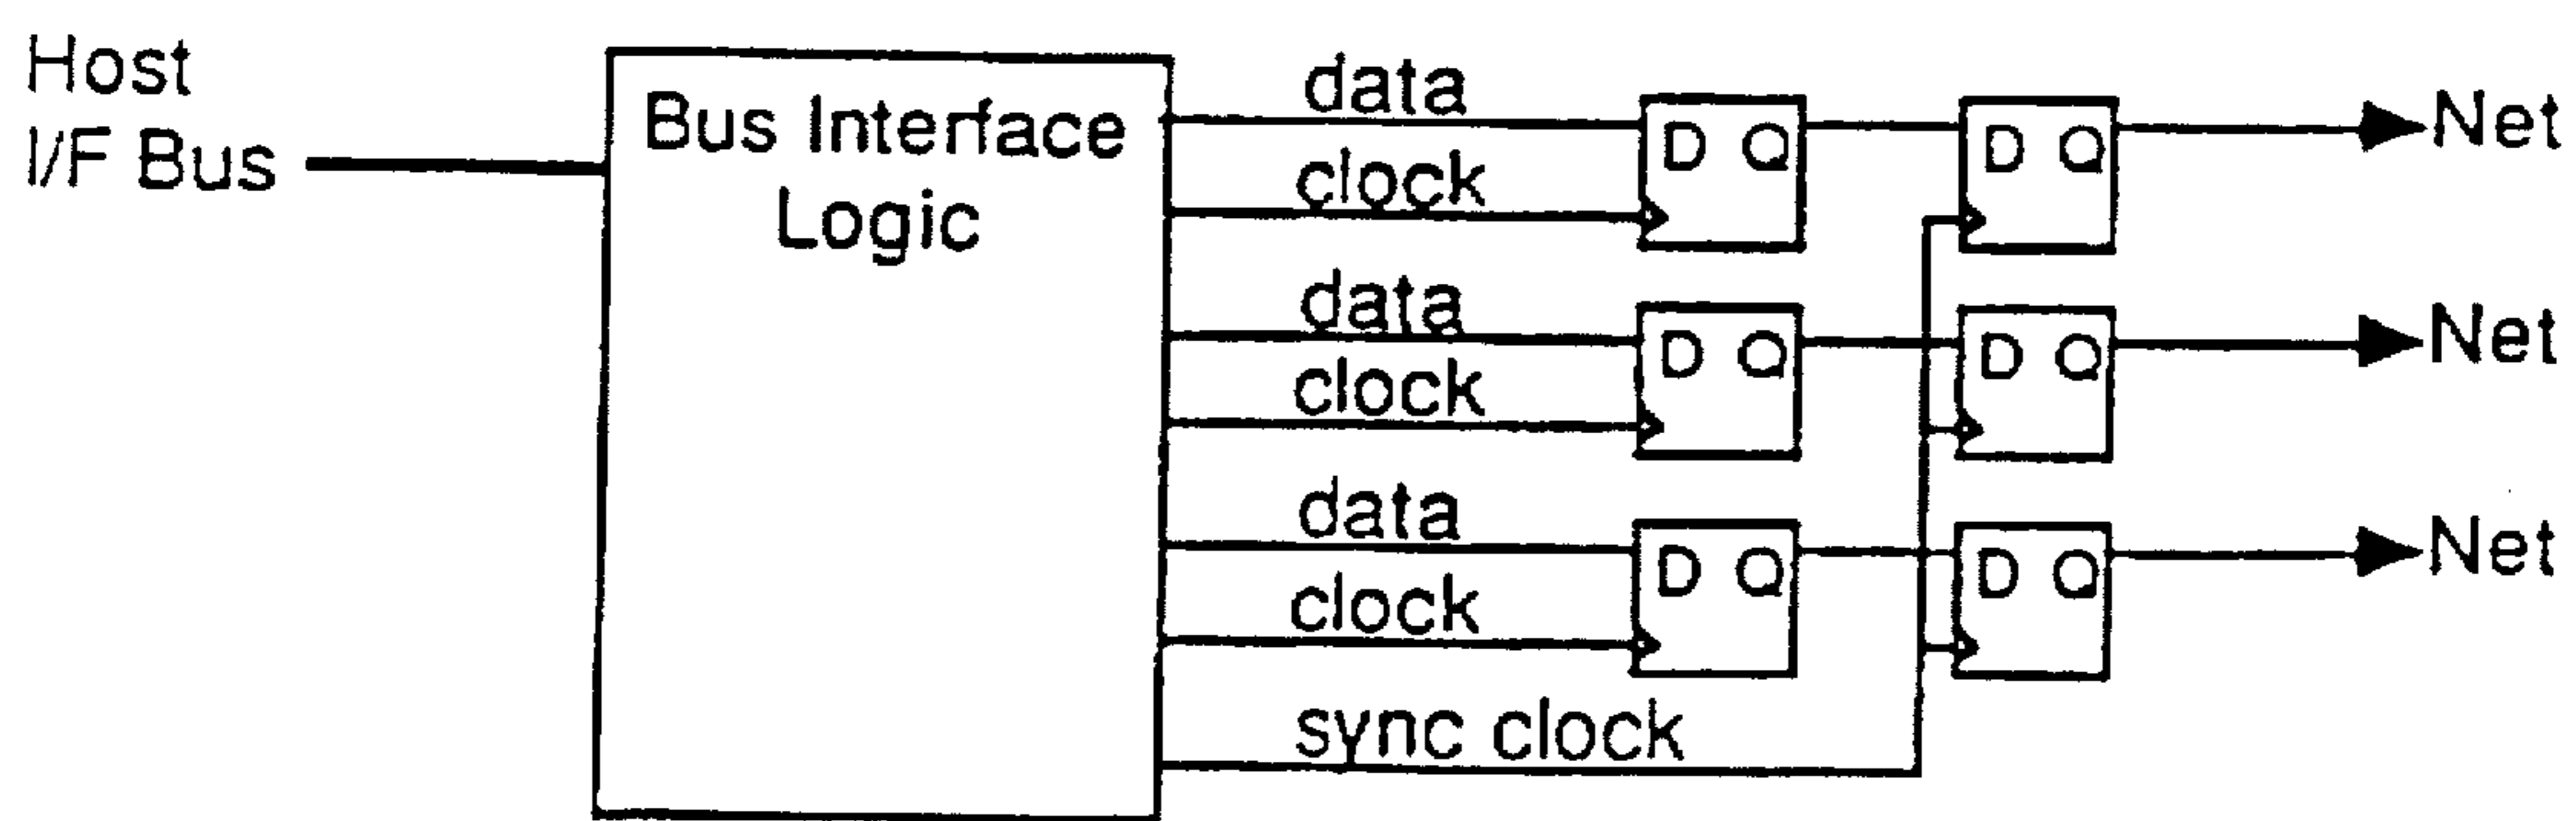 Host
I/F Bus
Bus Interface
Logic
data
clock
D Q
D Q
Net
data
clock
D Q
D Q
Net
data
clock
D Q
D Q
Net
sync clock